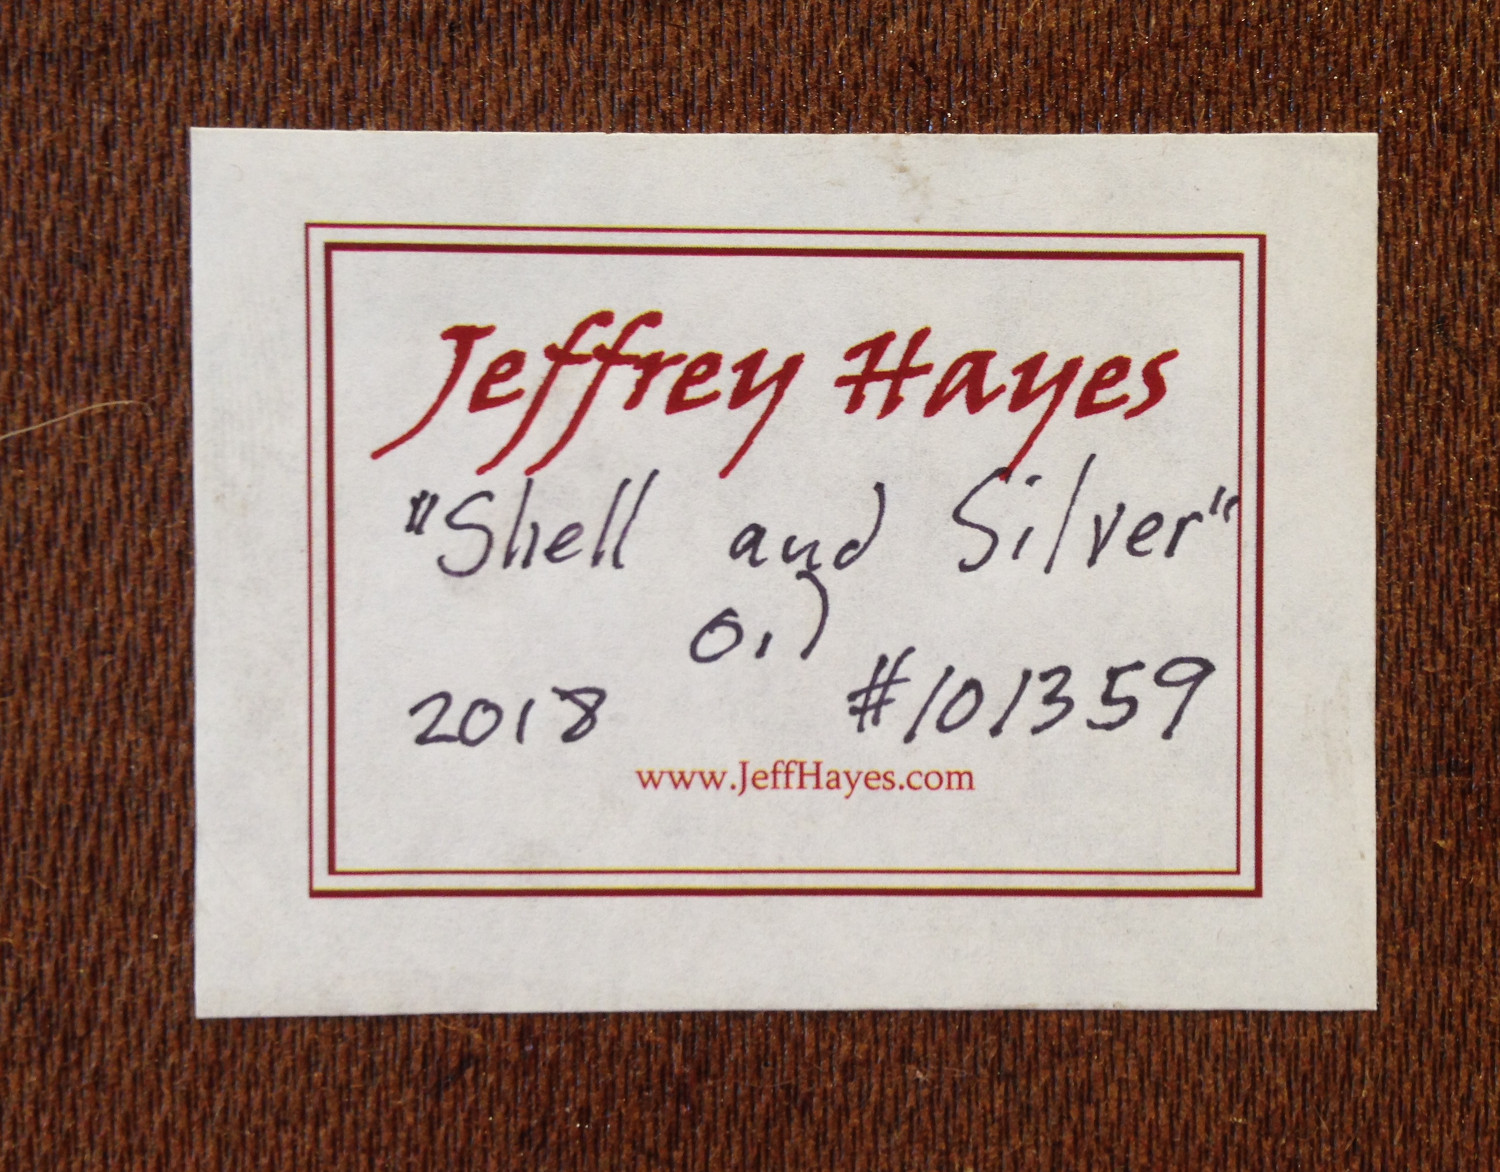 Jeffrey Hayes
"Shell and Silver"
oil
2018 #101359
www.JeffHayes.com